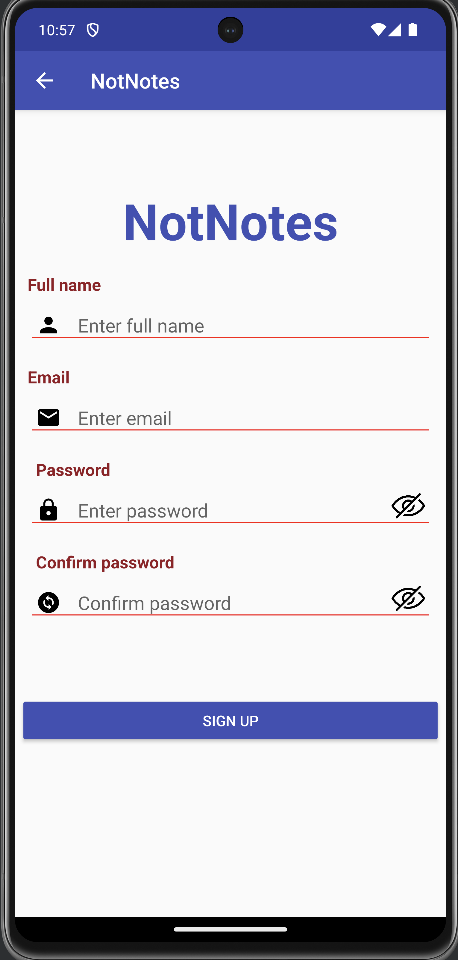 10:57
NotNotes
NotNotes
Full name
Enter full name
Email
Enter email
Password
Enter password
Confirm password
Confirm password
SIGN UP